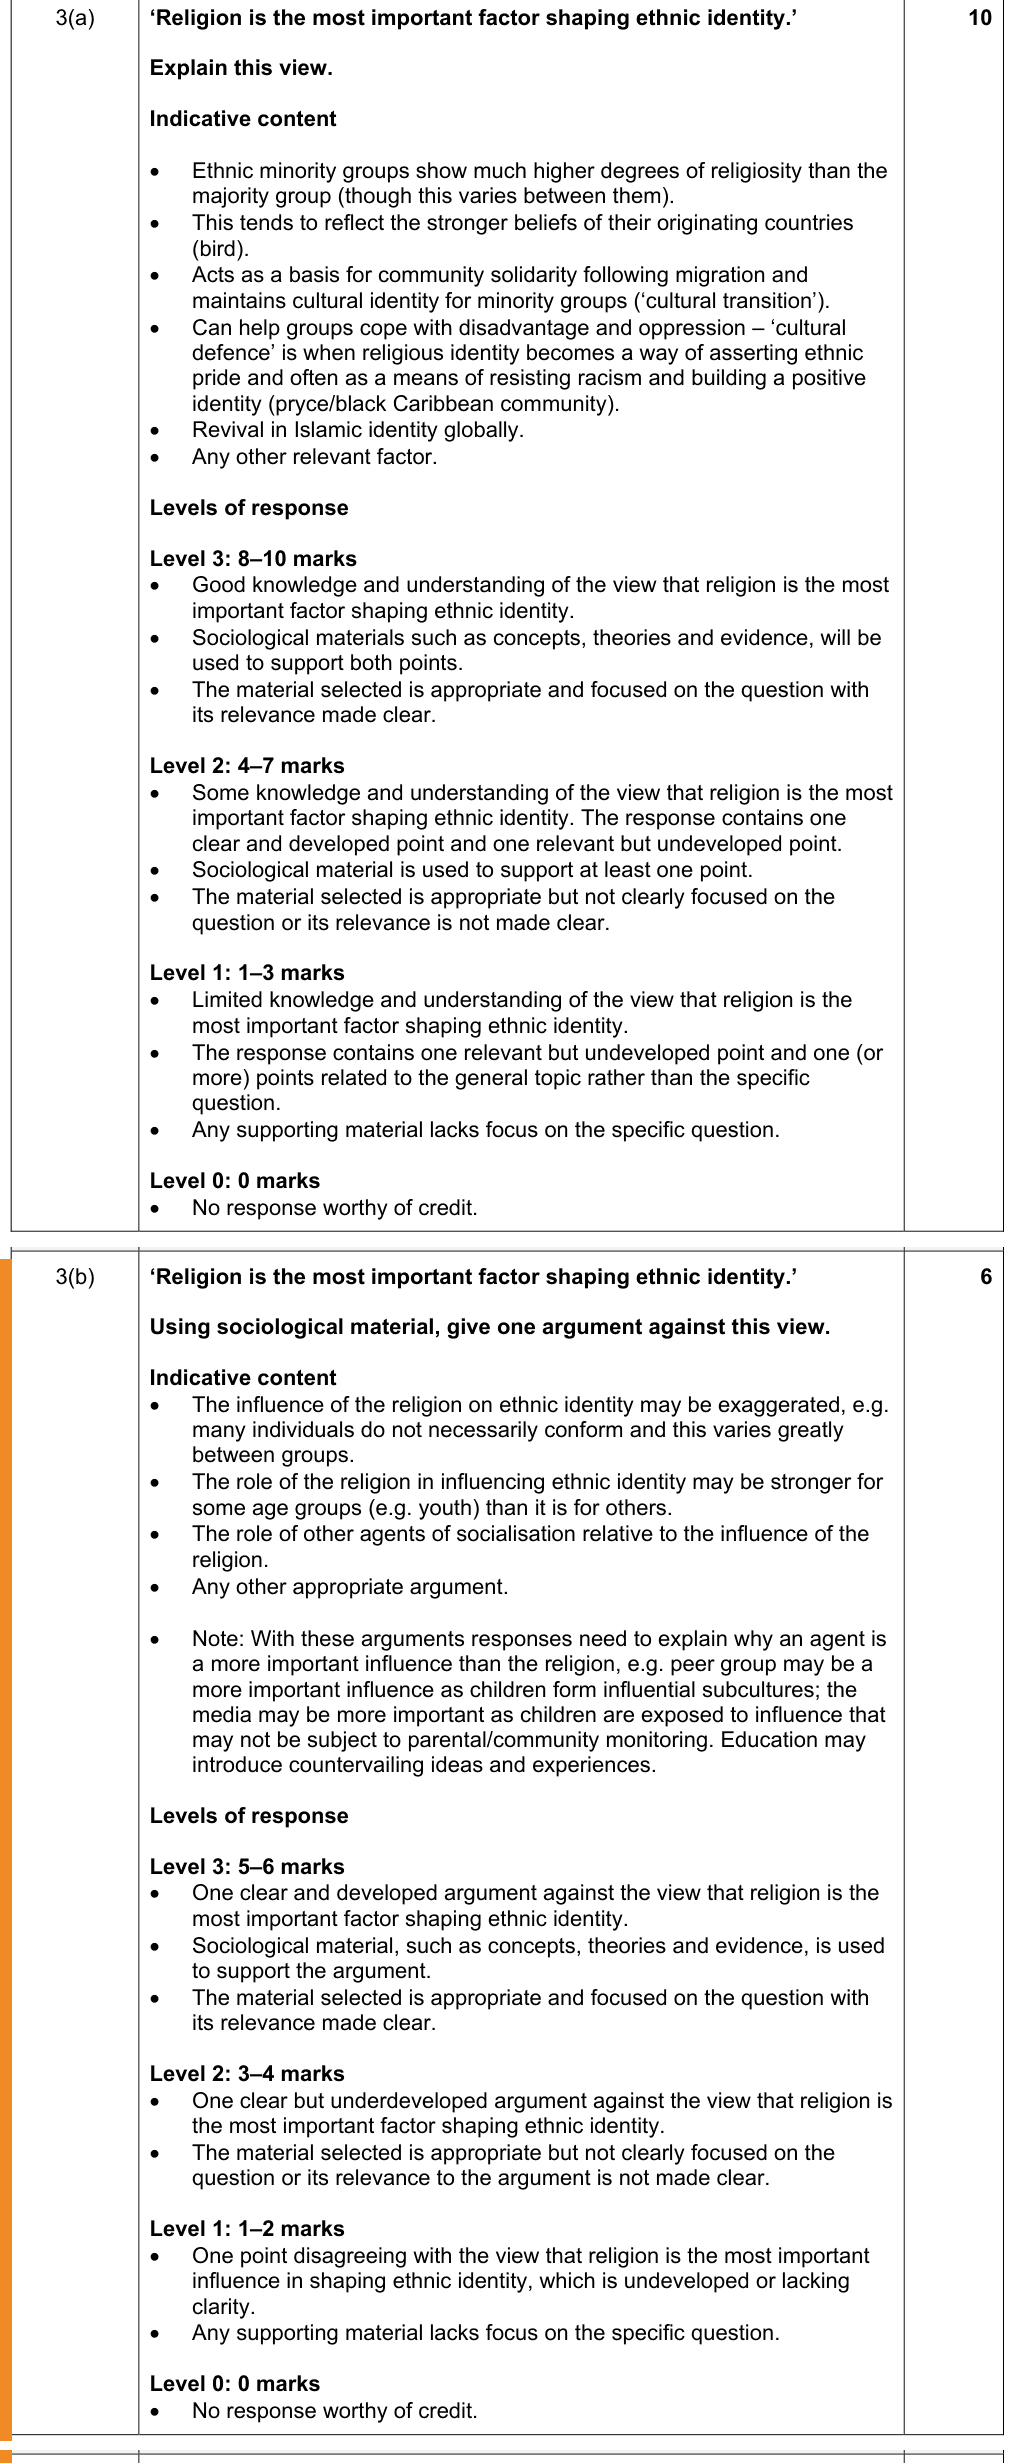 3(a) ‘Religion is the most important factor shaping ethnic identity.’ 10
Explain this view.
Indicative content
• Ethnic minority groups show much higher degrees of religiosity than the
majority group (though this varies between them).
• This tends to reflect the stronger beliefs of their originating countries
(bird).
• Acts as a basis for community solidarity following migration and
maintains cultural identity for minority groups (‘cultural transition’).
• Can help groups cope with disadvantage and oppression – ‘cultural
defence’ is when religious identity becomes a way of asserting ethnic
pride and often as a means of resisting racism and building a positive
identity (pryce/black Caribbean community).
• Revival in Islamic identity globally.
• Any other relevant factor.
Levels of response
Level 3: 8–10 marks
• Good knowledge and understanding of the view that religion is the most
important factor shaping ethnic identity.
• Sociological materials such as concepts, theories and evidence, will be
used to support both points.
• The material selected is appropriate and focused on the question with
its relevance made clear.
Level 2: 4–7 marks
• Some knowledge and understanding of the view that religion is the most
important factor shaping ethnic identity. The response contains one
clear and developed point and one relevant but undeveloped point.
• Sociological material is used to support at least one point.
• The material selected is appropriate but not clearly focused on the
question or its relevance is not made clear.
Level 1: 1–3 marks
• Limited knowledge and understanding of the view that religion is the
most important factor shaping ethnic identity.
• The response contains one relevant but undeveloped point and one (or
more) points related to the general topic rather than the specific
question.
• Any supporting material lacks focus on the specific question.
Level 0: 0 marks
• No response worthy of credit.
3(b) ‘Religion is the most important factor shaping ethnic identity.’ 6
Using sociological material, give one argument against this view.
Indicative content
• The influence of the religion on ethnic identity may be exaggerated, e.g.
many individuals do not necessarily conform and this varies greatly
between groups.
• The role of the religion in influencing ethnic identity may be stronger for
some age groups (e.g. youth) than it is for others.
• The role of other agents of socialisation relative to the influence of the
religion.
• Any other appropriate argument.
• Note: With these arguments responses need to explain why an agent is
a more important influence than the religion, e.g. peer group may be a
more important influence as children form influential subcultures; the
media may be more important as children are exposed to influence that
may not be subject to parental/community monitoring. Education may
introduce countervailing ideas and experiences.
Levels of response
Level 3: 5–6 marks
• One clear and developed argument against the view that religion is the
most important factor shaping ethnic identity.
• Sociological material, such as concepts, theories and evidence, is used
to support the argument.
• The material selected is appropriate and focused on the question with
its relevance made clear.
Level 2: 3–4 marks
• One clear but underdeveloped argument against the view that religion is
the most important factor shaping ethnic identity.
• The material selected is appropriate but not clearly focused on the
question or its relevance to the argument is not made clear.
Level 1: 1–2 marks
• One point disagreeing with the view that religion is the most important
influence in shaping ethnic identity, which is undeveloped or lacking
clarity.
• Any supporting material lacks focus on the specific question.
Level 0: 0 marks
• No response worthy of credit.